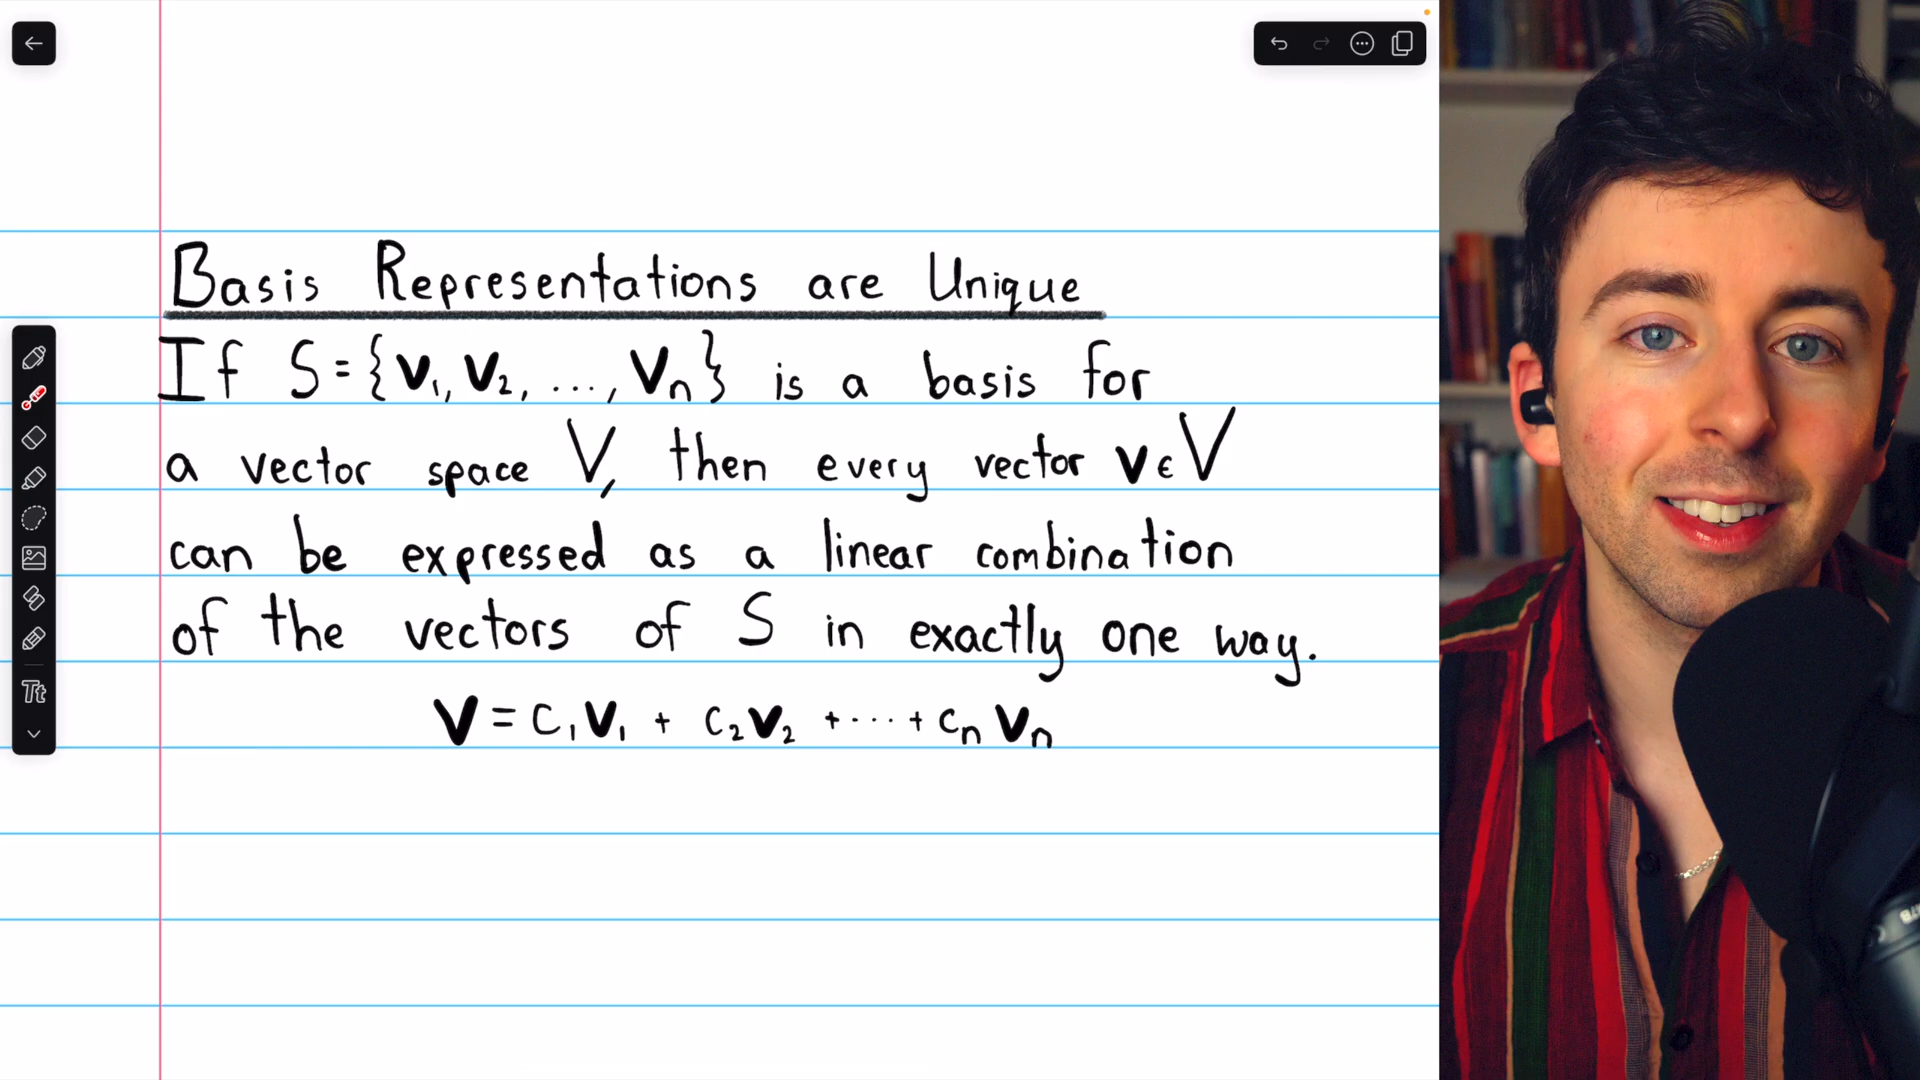 Basis Representations are Unique
If S = {v₁, v₂, ..., vₙ} is a basis for
a vector space V, then every vector v ϵ V
can be expressed as a linear combination
of the vectors of S in exactly one way.
v = c₁v₁ + c₂v₂ + ··· + cₙvₙ
Tt